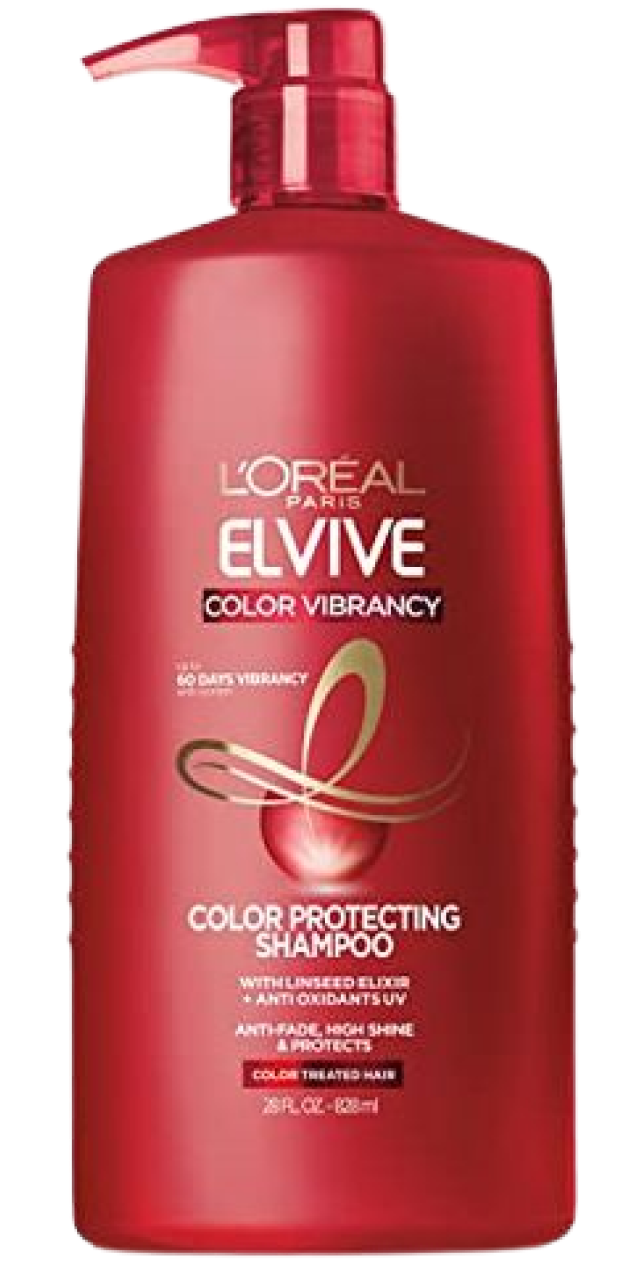 L'ORÉAL
PARIS
ELVIVE
COLOR VIBRANCY
60 DAYS VIBRANCY
COLOR PROTECTING
SHAMPOO
WITH LINSEED ELIXIR
+ ANTI OXIDANTS UV
ANTI-FADE, HIGH SHINE
& PROTECTS
COLOR TREATED HAIR
28 FL. OZ. - 828 ml